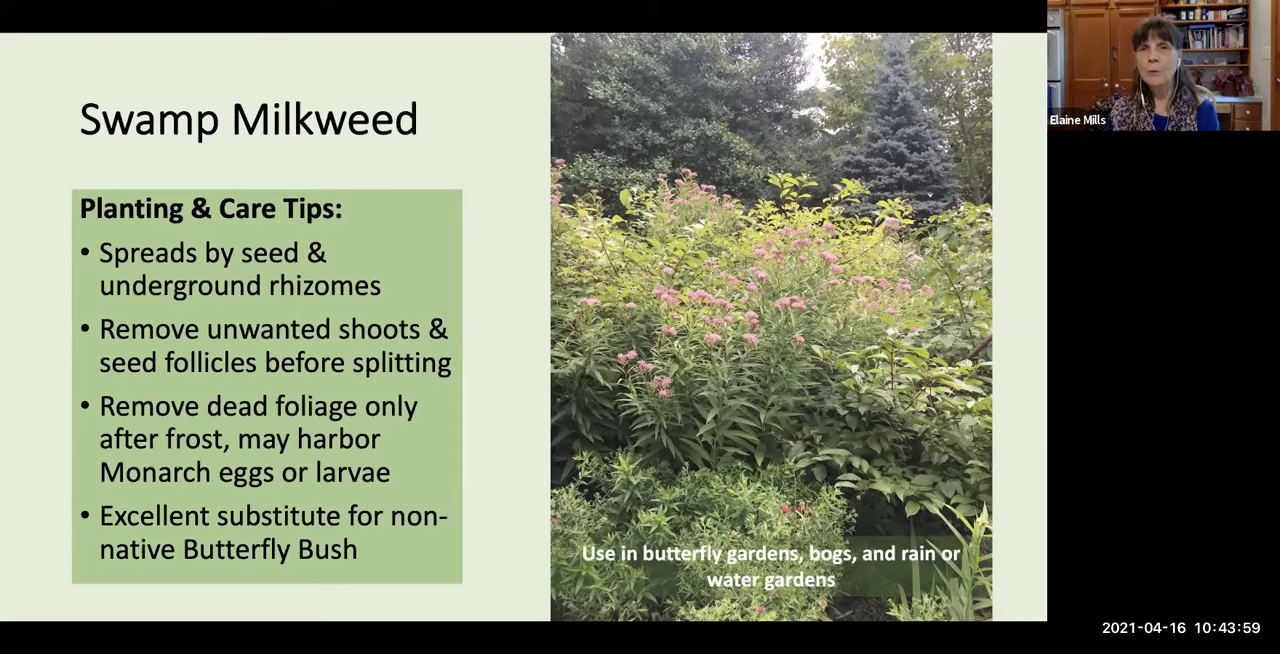 Swamp Milkweed
Planting & Care Tips:
• Spreads by seed &
underground rhizomes
• Remove unwanted shoots &
seed follicles before splitting
• Remove dead foliage only
after frost, may harbor
Monarch eggs or larvae
• Excellent substitute for non-
native Butterfly Bush
Use in butterfly gardens, bogs, and rain or
water gardens
Elaine Mills
2021-04-16 10:43:59